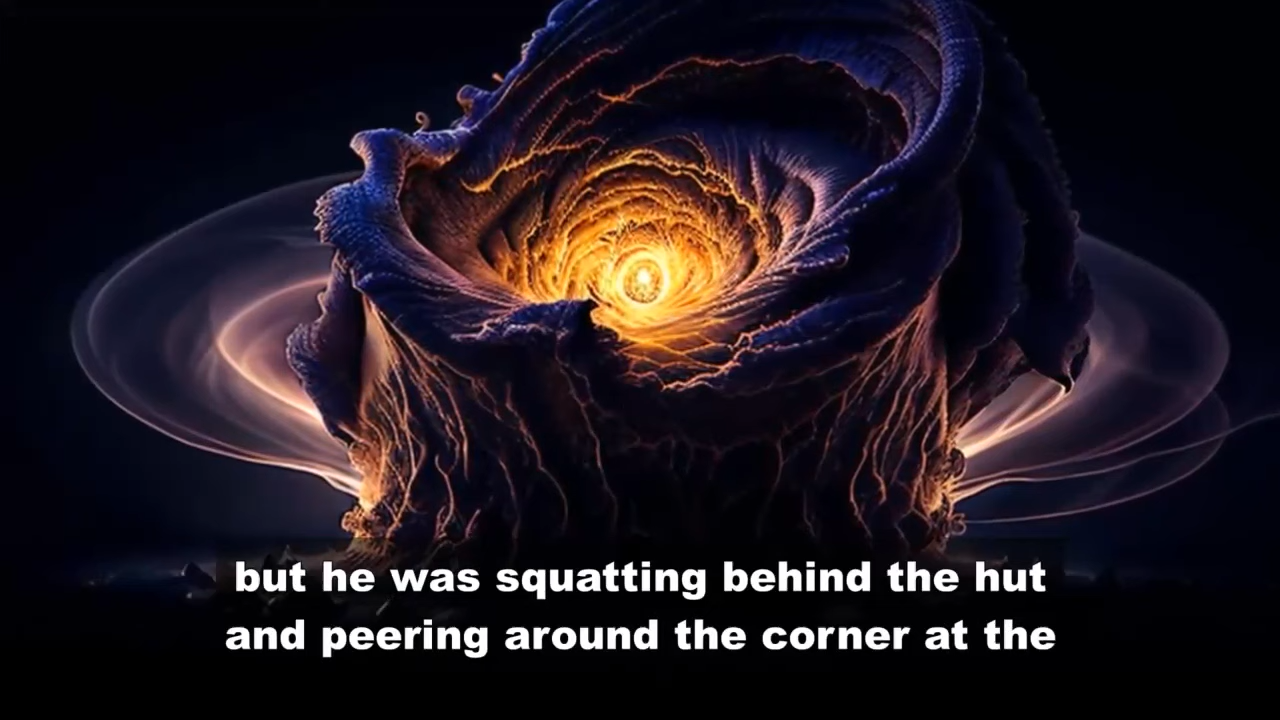 but he was squatting behind the hut
and peering around the corner at the